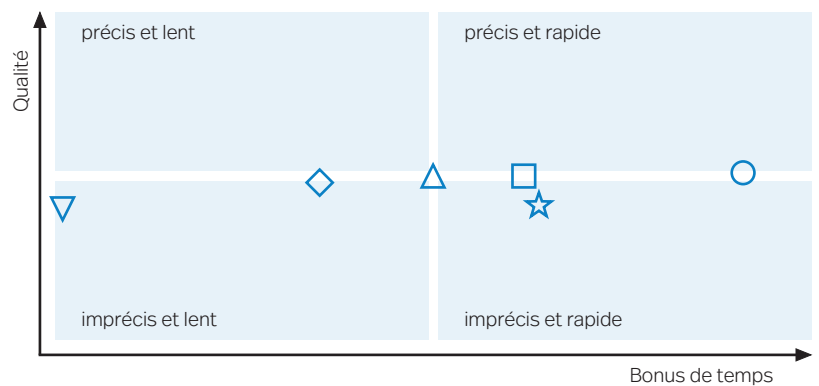 précis et lent
précis et rapide
Qualité
imprécis et lent
imprécis et rapide
Bonus de temps